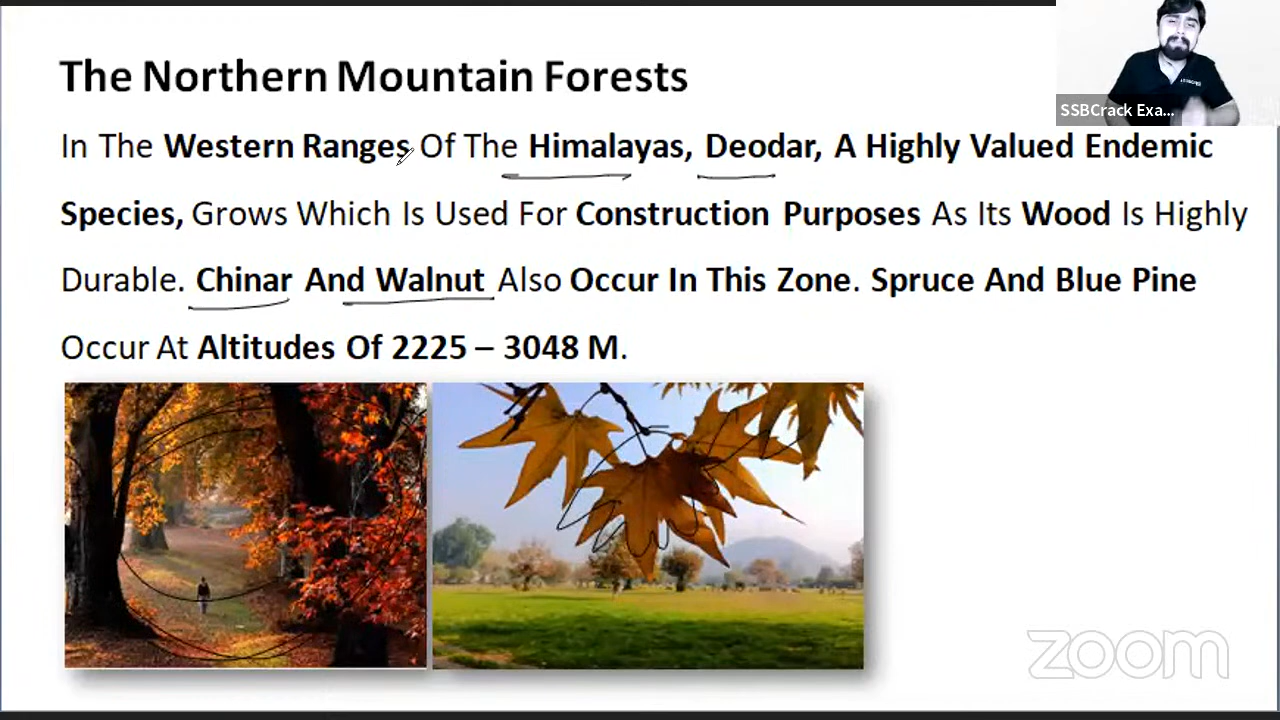 The Northern Mountain Forests
SSBCrack Exa...
In The Western Ranges Of The Himalayas, Deodar, A Highly Valued Endemic
Species, Grows Which Is Used For Construction Purposes As Its Wood Is Highly
Durable. Chinar And Walnut Also Occur In This Zone. Spruce And Blue Pine
Occur At Altitudes Of 2225 – 3048 M.
zoom